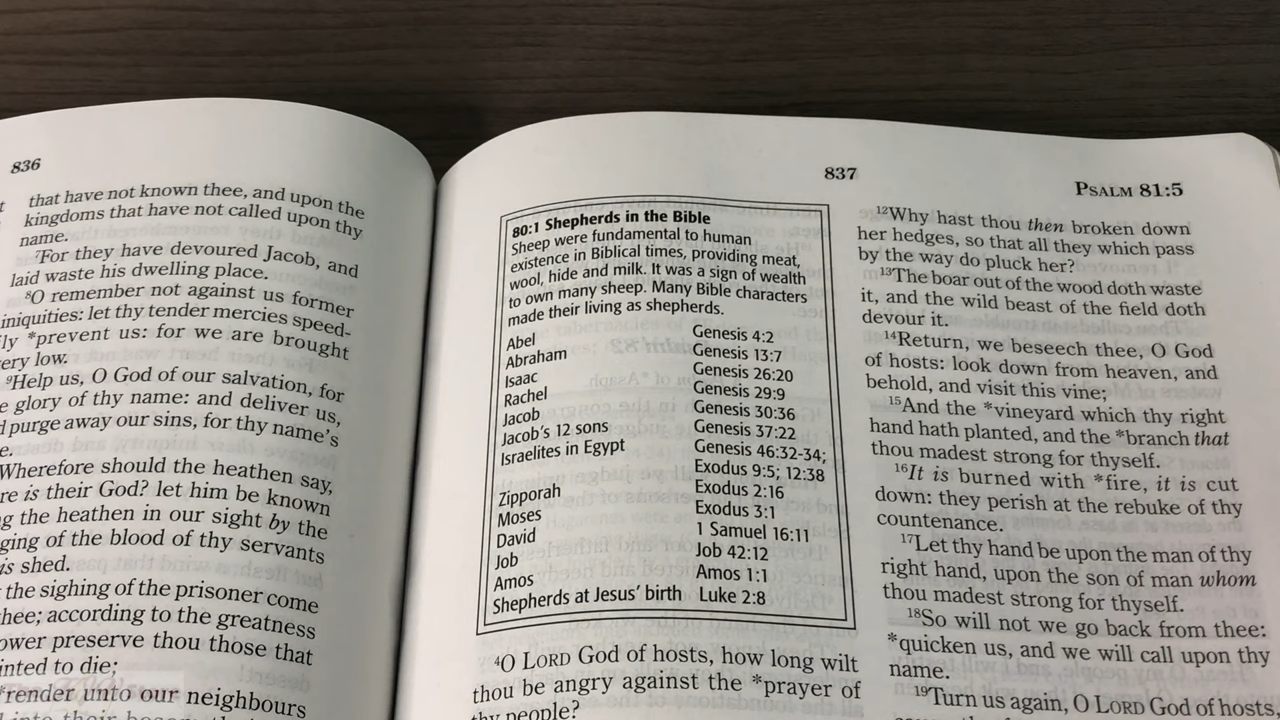 836
that have not known thee, and upon the
kingdoms that have not called upon thy
name.
7For they have devoured Jacob, and
laid waste his dwelling place.
8O remember not against us former
iniquities: let thy tender mercies speed-
ly *prevent us: for we are brought
ery low.
9Help us, O God of our salvation, for
e glory of thy name: and deliver us,
d purge away our sins, for thy name's
e.
Wherefore should the heathen say,
re is their God? let him be known
g the heathen in our sight by the
ging of the blood of thy servants
is shed.
the sighing of the prisoner come
hee; according to the greatness
ower preserve thou those that
inted to die;
*render unto our neighbours
837
PSALM 81:5
80:1 Shepherds in the Bible
Sheep were fundamental to human
existence in Biblical times, providing meat,
wool, hide and milk. It was a sign of wealth
to own many sheep. Many Bible characters
made their living as shepherds.
Abel Genesis 4:2
Abraham Genesis 13:7
Isaac Genesis 26:20
Rachel Genesis 29:9
Jacob Genesis 30:36
Jacob's 12 sons Genesis 37:22
Israelites in Egypt Genesis 46:32-34;
Exodus 9:5; 12:38
Zipporah Exodus 2:16
Moses Exodus 3:1
David 1 Samuel 16:11
Job Job 42:12
Amos Amos 1:1
Shepherds at Jesus' birth Luke 2:8
4O LORD God of hosts, how long wilt
thou be angry against the *prayer of
thy people?
12Why hast thou then broken down
her hedges, so that all they which pass
by the way do pluck her?
13The boar out of the wood doth waste
it, and the wild beast of the field doth
devour it.
14Return, we beseech thee, O God
of hosts: look down from heaven, and
behold, and visit this vine;
15And the *vineyard which thy right
hand hath planted, and the *branch that
thou madest strong for thyself.
16It is burned with *fire, it is cut
down: they perish at the rebuke of thy
countenance.
17Let thy hand be upon the man of thy
right hand, upon the son of man whom
thou madest strong for thyself.
18So will not we go back from thee:
*quicken us, and we will call upon thy
name.
19Turn us again, O LORD God of hosts,